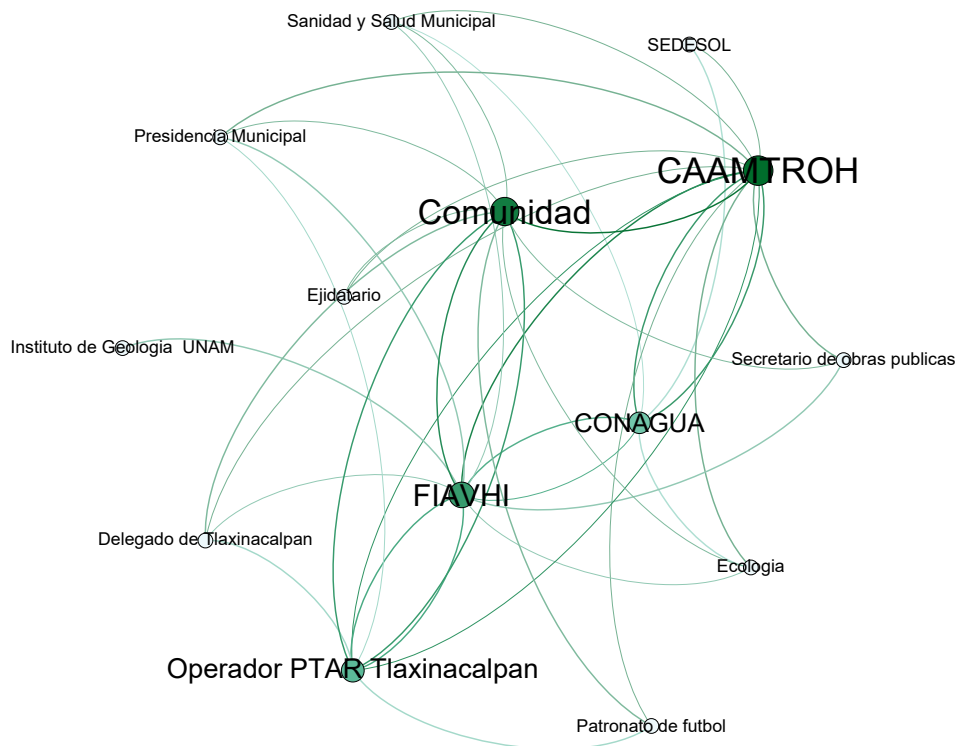 Sanidad y Salud Municipal
SEDESOL
Presidencia Municipal
CAAMTROH
Comunidad
Ejidatario
Instituto de Geologia  UNAM
Secretario de obras publicas
CONAGUA
FIAVHI
Delegado de Tlaxinacalpan
Ecologia
Operador PTAR Tlaxinacalpan
Patronato de futbol